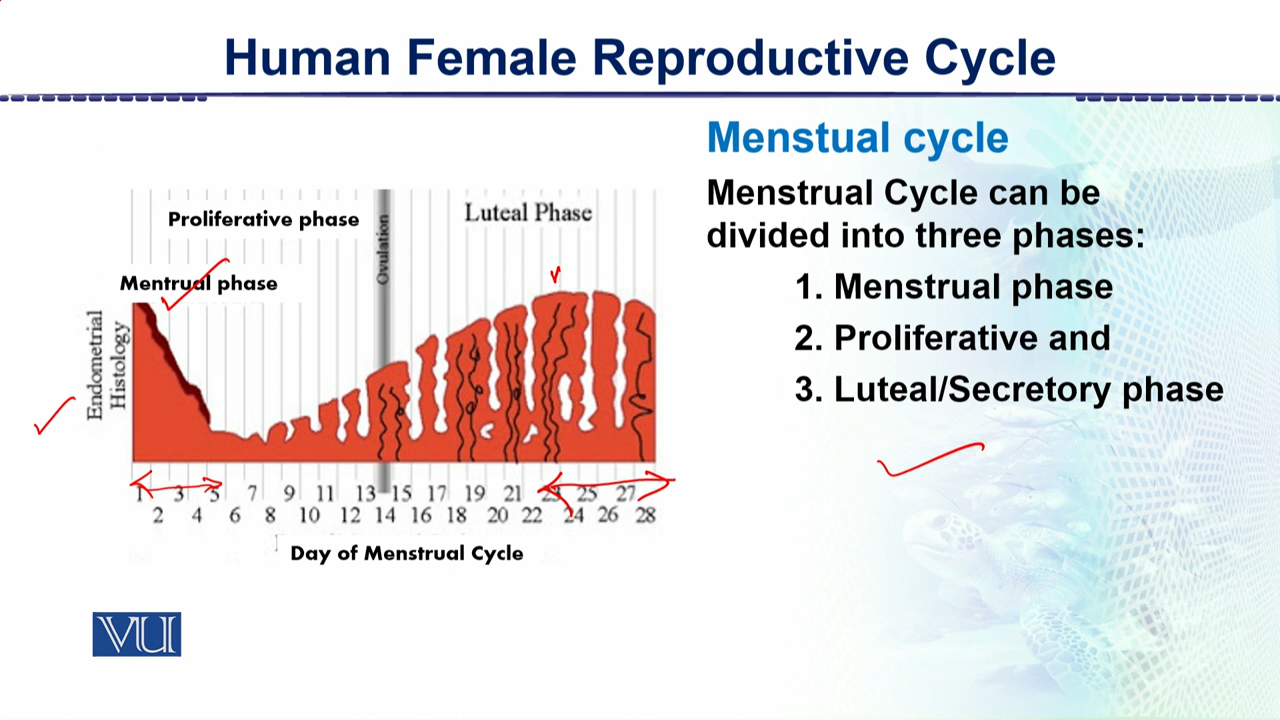 Human Female Reproductive Cycle
Menstual cycle
Menstrual Cycle can be
divided into three phases:
1. Menstrual phase
2. Proliferative and
3. Luteal/Secretory phase
Proliferative phase
Luteal Phase
Ovulation
Mentrual phase
Endometrial
Histology
1 3 5 7 9 11 13 15 17 19 21 23 25 27
2 4 6 8 10 12 14 16 18 20 22 24 26 28
Day of Menstrual Cycle
VU